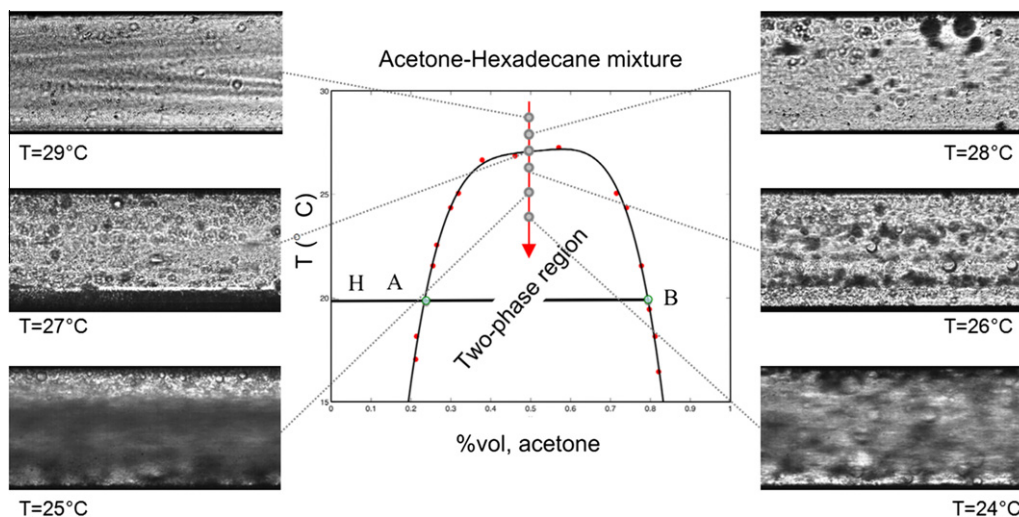 Acetone-Hexadecane mixture
T=29°C
T=28°C
T=27°C
T=26°C
T=25°C
T=24°C
T ( C)
30
25
20
15
H A
B
Two-phase region
0 0.1 0.2 0.3 0.4 0.5 0.6 0.7 0.8 0.9 1
%vol, acetone